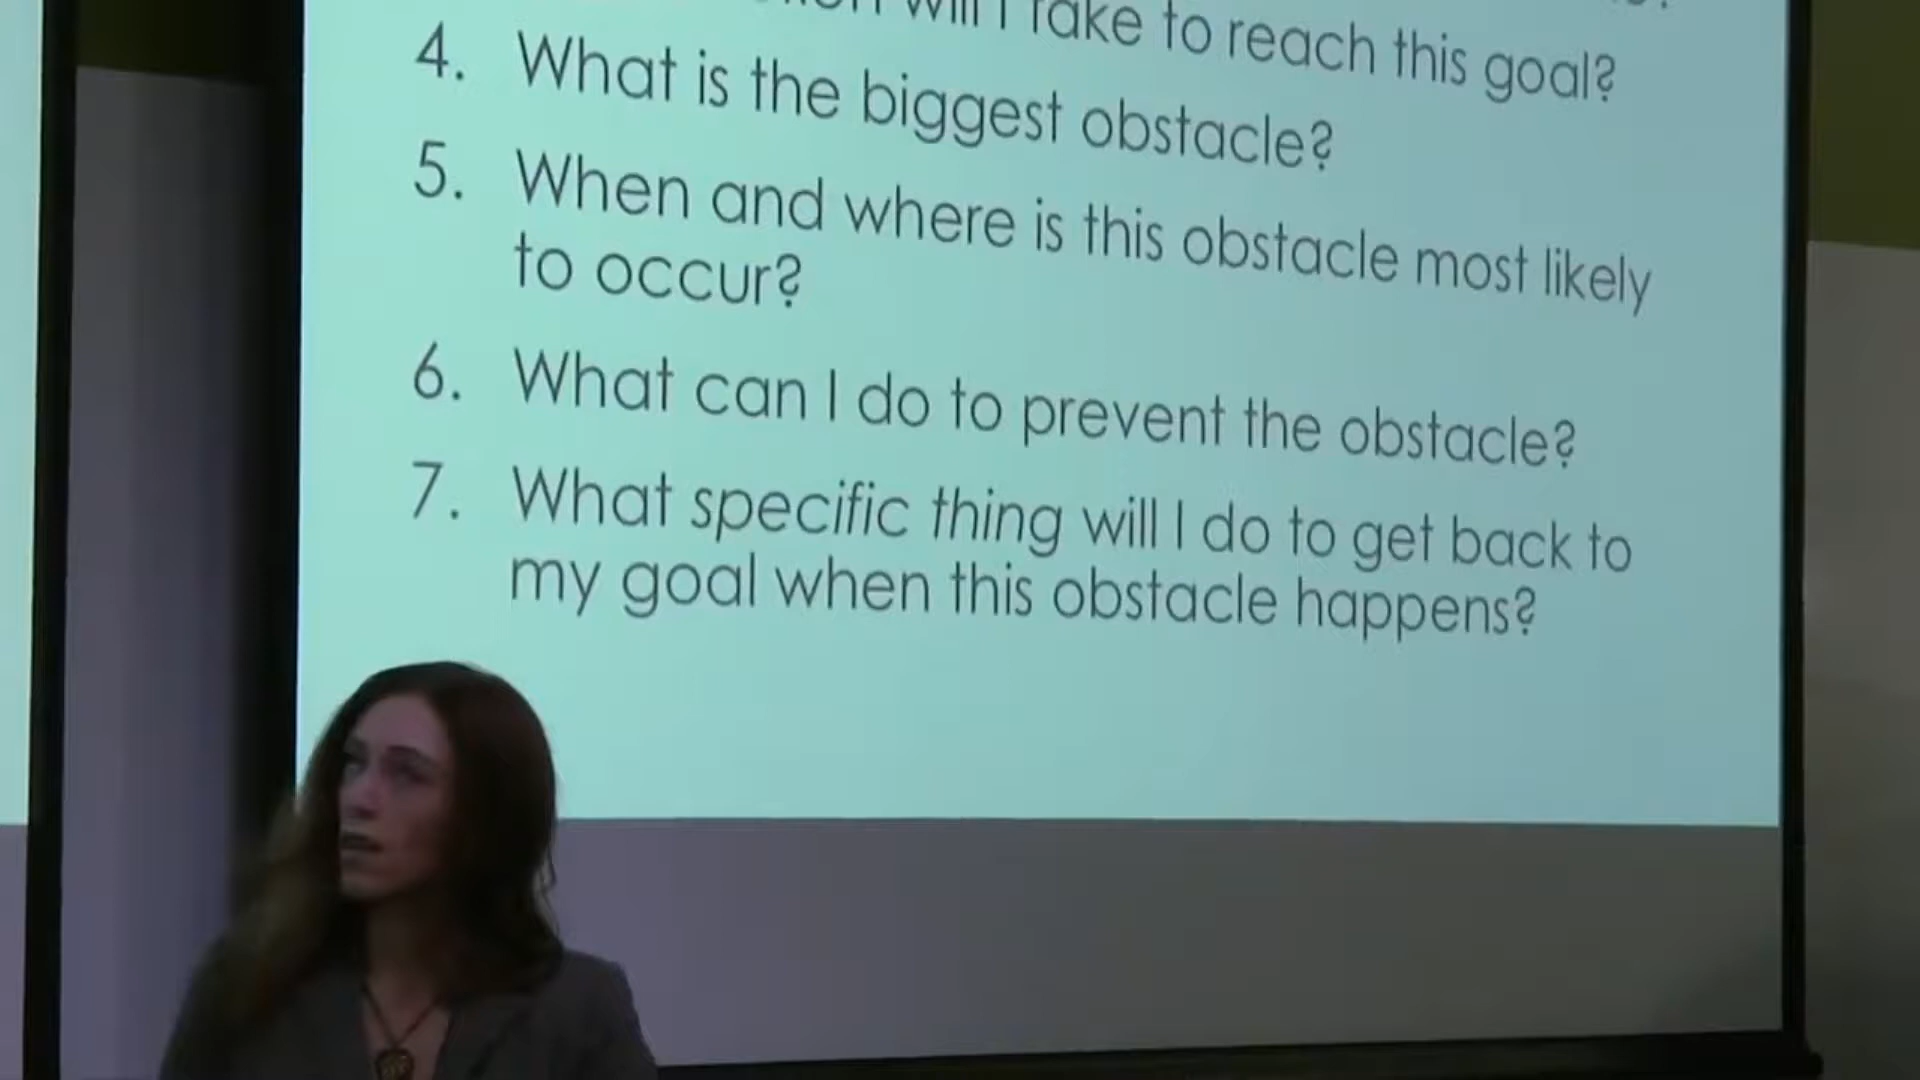 will I take to reach this goal?
4. What is the biggest obstacle?
5. When and where is this obstacle most likely
to occur?
6. What can I do to prevent the obstacle?
7. What specific thing will I do to get back to
my goal when this obstacle happens?